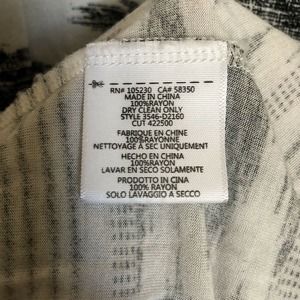 RN# 105230 CA# 58350
MADE IN CHINA
100%RAYON
DRY CLEAN ONLY
STYLE 3546-D2160
CUT 422500
FABRIQUE EN CHINE
100%RAYONNE
NETTOYAGE A SEC UNIQUEMENT
HECHO EN CHINO
100% RAYON
LAVAR EN SECO SOLAMENTE
PRODOTTO IN CINA
100% RAYON
SOLO LAVAGGIO A SECCO